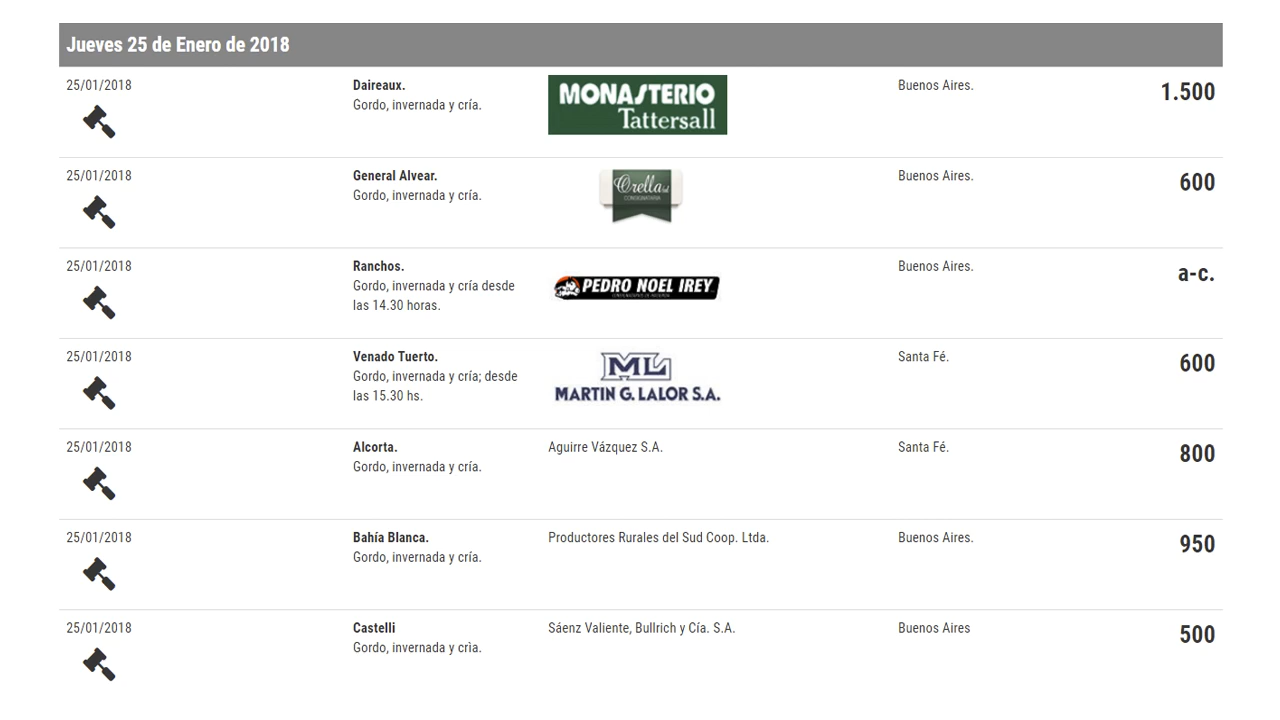 Jueves 25 de Enero de 2018
25/01/2018
Daireaux.
Gordo, invernada y cría.
MONASTERIO
Tattersall
Buenos Aires.
1.500
25/01/2018
General Alvear.
Gordo, invernada y cría.
Orella srl
CONSIGNATARIA
Buenos Aires.
600
25/01/2018
Ranchos.
Gordo, invernada y cría desde
las 14.30 horas.
PEDRO NOEL IREY
Buenos Aires.
a-c.
25/01/2018
Venado Tuerto.
Gordo, invernada y cría; desde
las 15.30 hs.
ML
MARTIN G. LALOR S.A.
Santa Fé.
600
25/01/2018
Alcorta.
Gordo, invernada y cría.
Aguirre Vázquez S.A.
Santa Fé.
800
25/01/2018
Bahía Blanca.
Gordo, invernada y cría.
Productores Rurales del Sud Coop. Ltda.
Buenos Aires.
950
25/01/2018
Castelli
Gordo, invernada y crìa.
Sáenz Valiente, Bullrich y Cía. S.A.
Buenos Aires
500